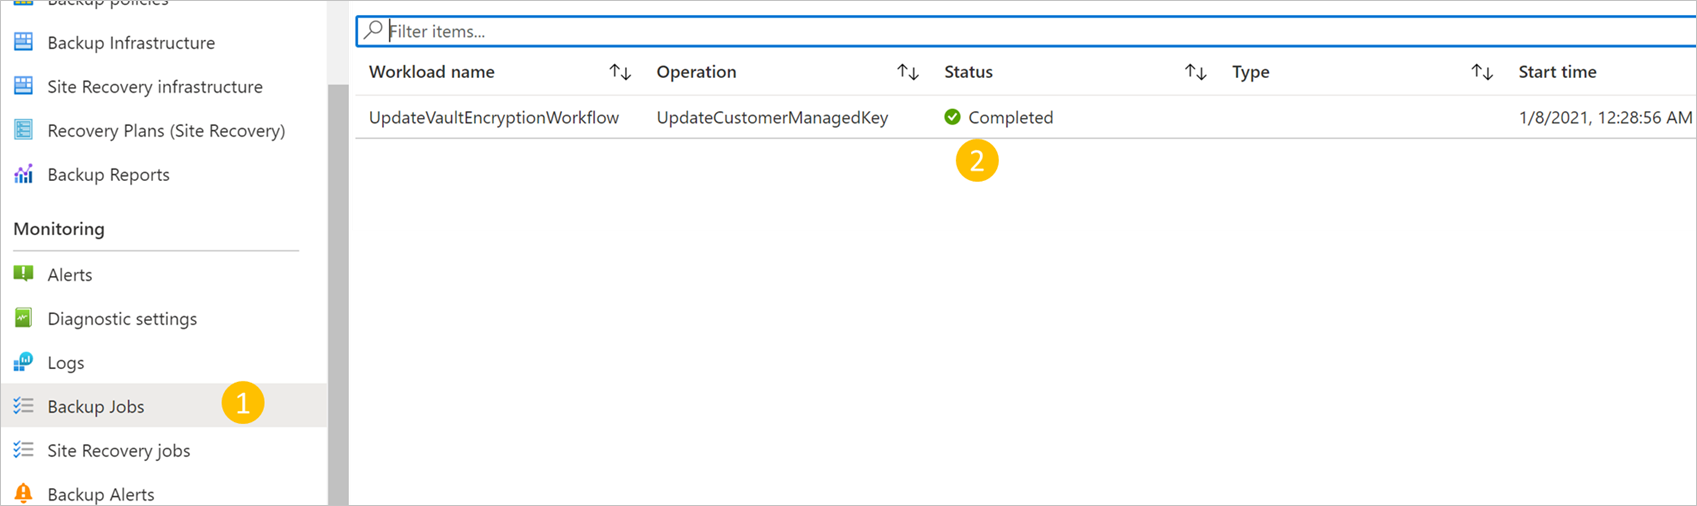 Backup policies
Backup Infrastructure
Site Recovery infrastructure
Recovery Plans (Site Recovery)
Backup Reports
Monitoring
Alerts
Diagnostic settings
Logs
Backup Jobs 1
Site Recovery jobs
Backup Alerts
Filter items...
Workload name Operation Status Type Start time
UpdateVaultEncryptionWorkflow UpdateCustomerManagedKey Completed 1/8/2021, 12:28:56 AM
2